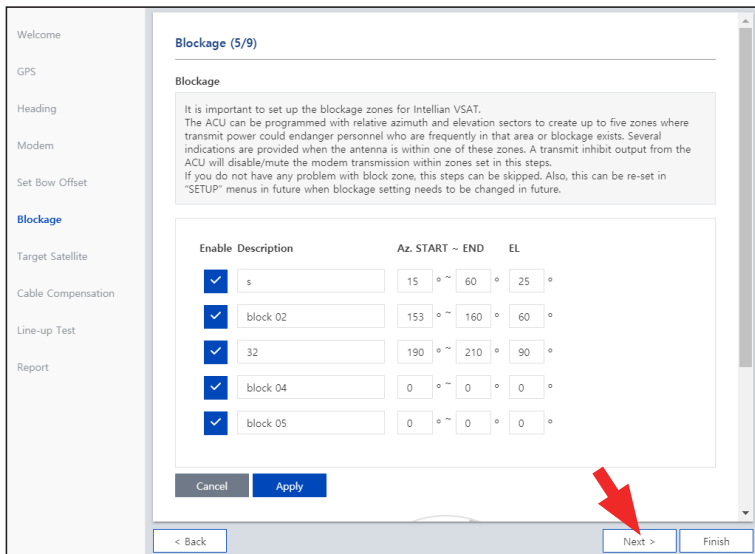 Welcome
GPS
Heading
Modem
Set Bow Offset
Blockage
Target Satellite
Cable Compensation
Line-up Test
Report
Blockage (5/9)
Blockage
It is important to set up the blockage zones for Intellian VSAT.
The ACU can be programmed with relative azimuth and elevation sectors to create up to five zones where
transmit power could endanger personnel who are frequently in that area or blockage exists. Several
indications are provided when the antenna is within one of these zones. A transmit inhibit output from the
ACU will disable/mute the modem transmission within zones set in this steps.
If you do not have any problem with block zone, this steps can be skipped. Also, this can be re-set in
"SETUP" menus in future when blockage setting needs to be changed in future.
Enable Description Az. START ~ END EL
s 15 ° ~ 60 ° 25 °
block 02 153 ° ~ 160 ° 60 °
32 190 ° ~ 210 ° 90 °
block 04 0 ° ~ 0 ° 0 °
block 05 0 ° ~ 0 ° 0 °
Cancel Apply
< Back Next > Finish